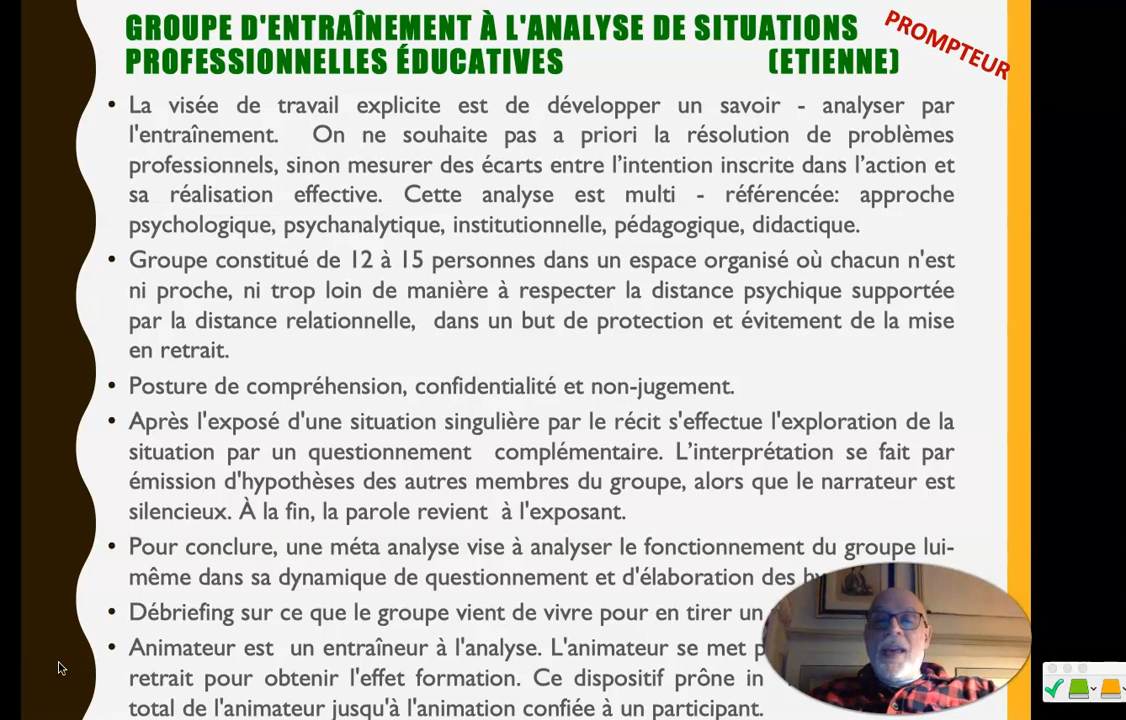 GROUPE D'ENTRAÎNEMENT À L'ANALYSE DE SITUATIONS
PROFESSIONNELLES ÉDUCATIVES (ETIENNE)
PROMPTEUR
• La visée de travail explicite est de développer un savoir - analyser par
l'entraînement. On ne souhaite pas a priori la résolution de problèmes
professionnels, sinon mesurer des écarts entre l’intention inscrite dans l’action et
sa réalisation effective. Cette analyse est multi - référencée: approche
psychologique, psychanalytique, institutionnelle, pédagogique, didactique.
• Groupe constitué de 12 à 15 personnes dans un espace organisé où chacun n'est
ni proche, ni trop loin de manière à respecter la distance psychique supportée
par la distance relationnelle, dans un but de protection et évitement de la mise
en retrait.
• Posture de compréhension, confidentialité et non-jugement.
• Après l'exposé d'une situation singulière par le récit s'effectue l'exploration de la
situation par un questionnement complémentaire. L’interprétation se fait par
émission d'hypothèses des autres membres du groupe, alors que le narrateur est
silencieux. À la fin, la parole revient à l'exposant.
• Pour conclure, une méta analyse vise à analyser le fonctionnement du groupe lui-
même dans sa dynamique de questionnement et d'élaboration des
• Débriefing sur ce que le groupe vient de vivre pour en tirer un
• Animateur est un entraîneur à l'analyse. L'animateur se met
retrait pour obtenir l'effet formation. Ce dispositif prône
total de l'animateur jusqu'à l'animation confiée à un participant.